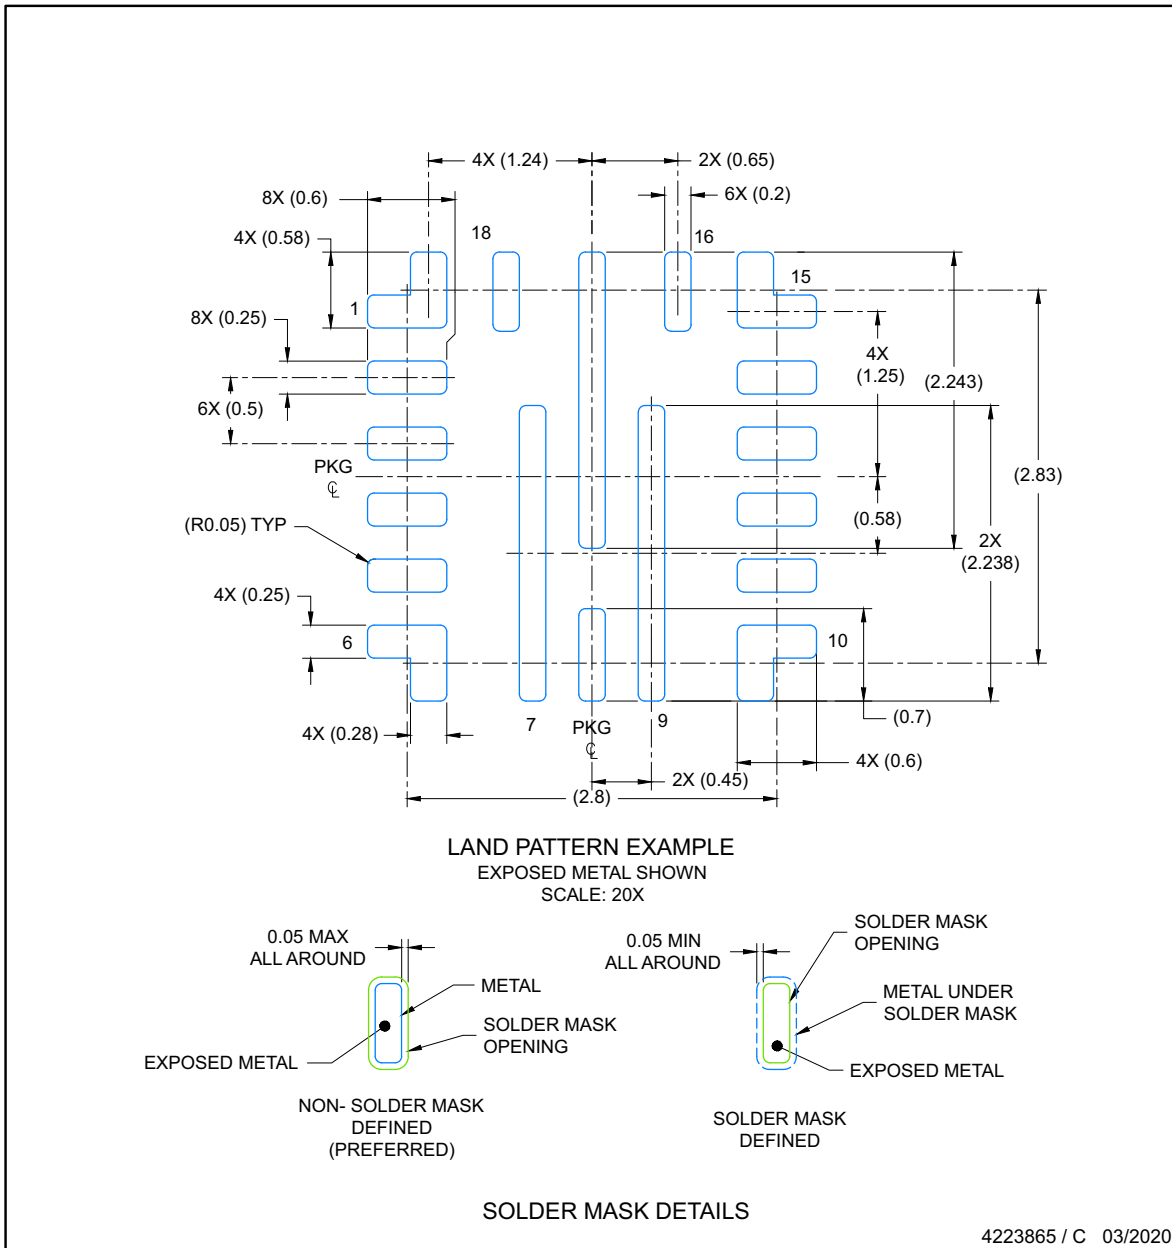 4X (1.24)
2X (0.65)
8X (0.6)
6X (0.2)
4X (0.58)
18
16
15
1
8X (0.25)
4X
(1.25)
(2.243)
6X (0.5)
PKG
℄
(2.83)
(R0.05) TYP
(0.58)
2X
(2.238)
4X (0.25)
6
10
7
PKG
℄
9
(0.7)
4X (0.28)
4X (0.6)
2X (0.45)
(2.8)
LAND PATTERN EXAMPLE
EXPOSED METAL SHOWN
SCALE: 20X
0.05 MAX
ALL AROUND
METAL
SOLDER MASK
OPENING
EXPOSED METAL
NON- SOLDER MASK
DEFINED
(PREFERRED)
0.05 MIN
ALL AROUND
SOLDER MASK
OPENING
METAL UNDER
SOLDER MASK
EXPOSED METAL
SOLDER MASK
DEFINED
SOLDER MASK DETAILS
4223865 / C 03/2020